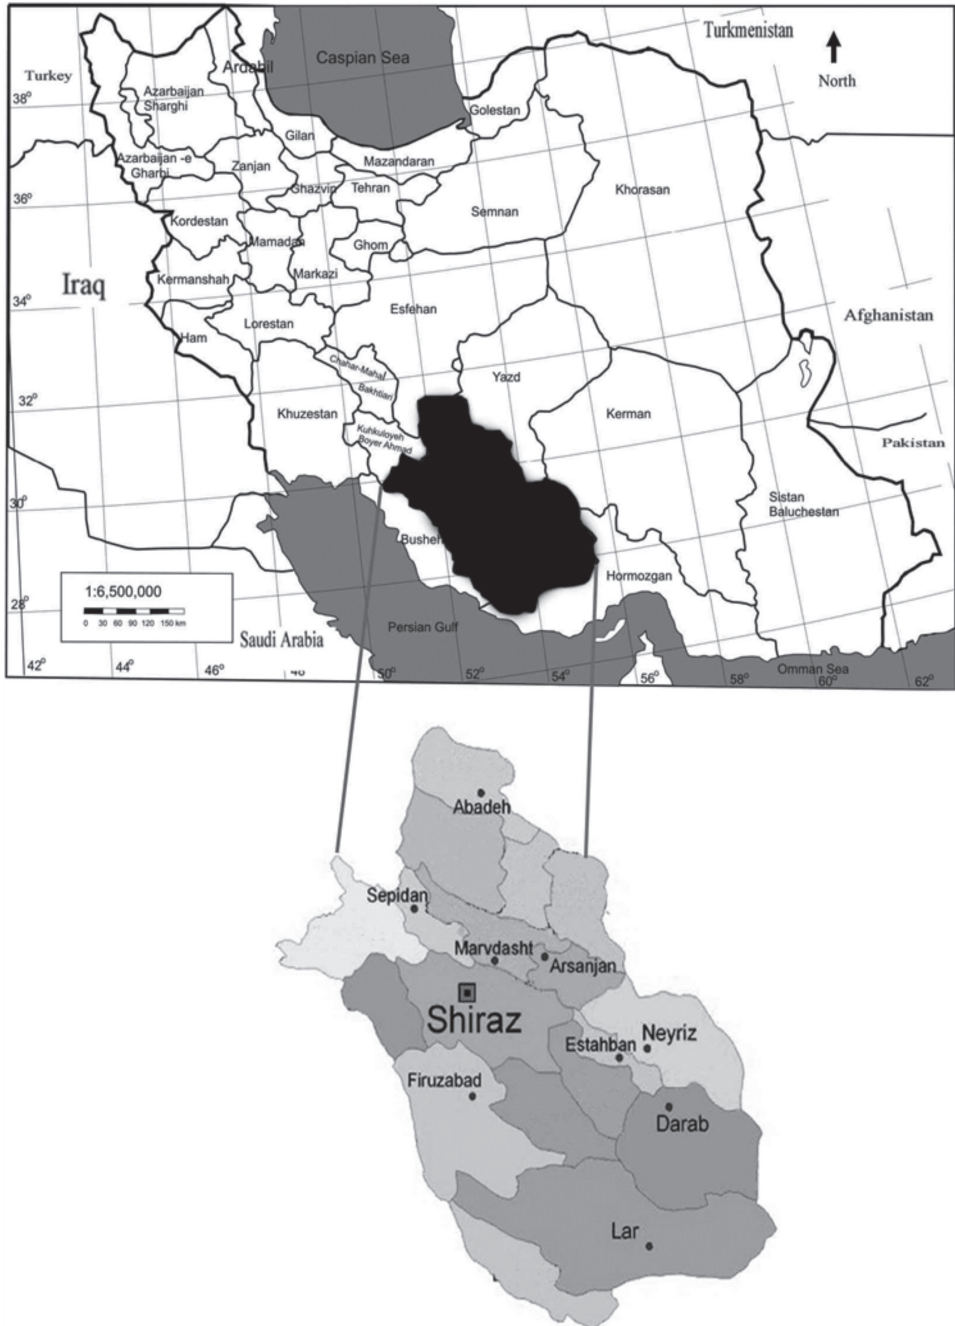 Turkmenistan
Caspian Sea
Turkey
Ardabil
North
38°
Azarbaijan
Sharghi
Golestan
Gilan
Azarbaijan -e
Gharbi
Zanjan
Mazandaran
36°
Ghazvin
Tehran
Khorasan
Semnan
Kordestan
Mamadan
Ghom
Iraq
Kermanshah
Markazi
34°
Esfehan
Afghanistan
Ham
Lorestan
Chahar-Mahal
Bakhtiari
Yazd
32°
Khuzestan
Kerman
Kuhkuloyeh
Boyer Ahmad
Pakistan
30°
Sistan
Baluchestan
Busheh
Hormozgan
1:6,500,000
0 30 60 90 120 150 km
28°
Saudi Arabia
Persian Gulf
Omman Sea
42° 44° 46° 48° 50° 52° 54° 56° 58° 60° 62°
Abadeh
Sepidan
Marvdasht
Arsanjan
Shiraz
Neyriz
Estahban
Firuzabad
Darab
Lar